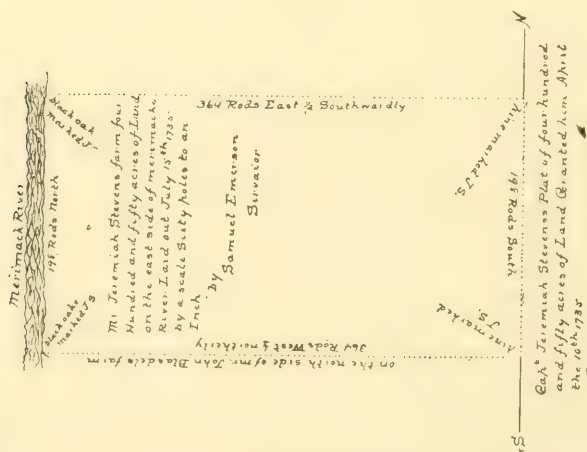 Merimack River
198 Rods North
black oaks
marked J S
black oak
marked J
364 Rods East ½ Southwardly
Mr Jeremiah Stevens farm four
Hundred and fifty acres of Land
on the east side of merimacke
River Laid out July 15th 1735
by a scale Sixty poles to an
Inch
by Samuel Emerson
Sirvaior
364 Rods West ½ northerly
on the north side of mr. John Blasdels farm
pine marked
J S.
pine marked JS.
198 Rods South
N
S
Capt Jeremiah Stevens Plat of four hundred
and fifty acres of Land Granted him April
the 10th 1735